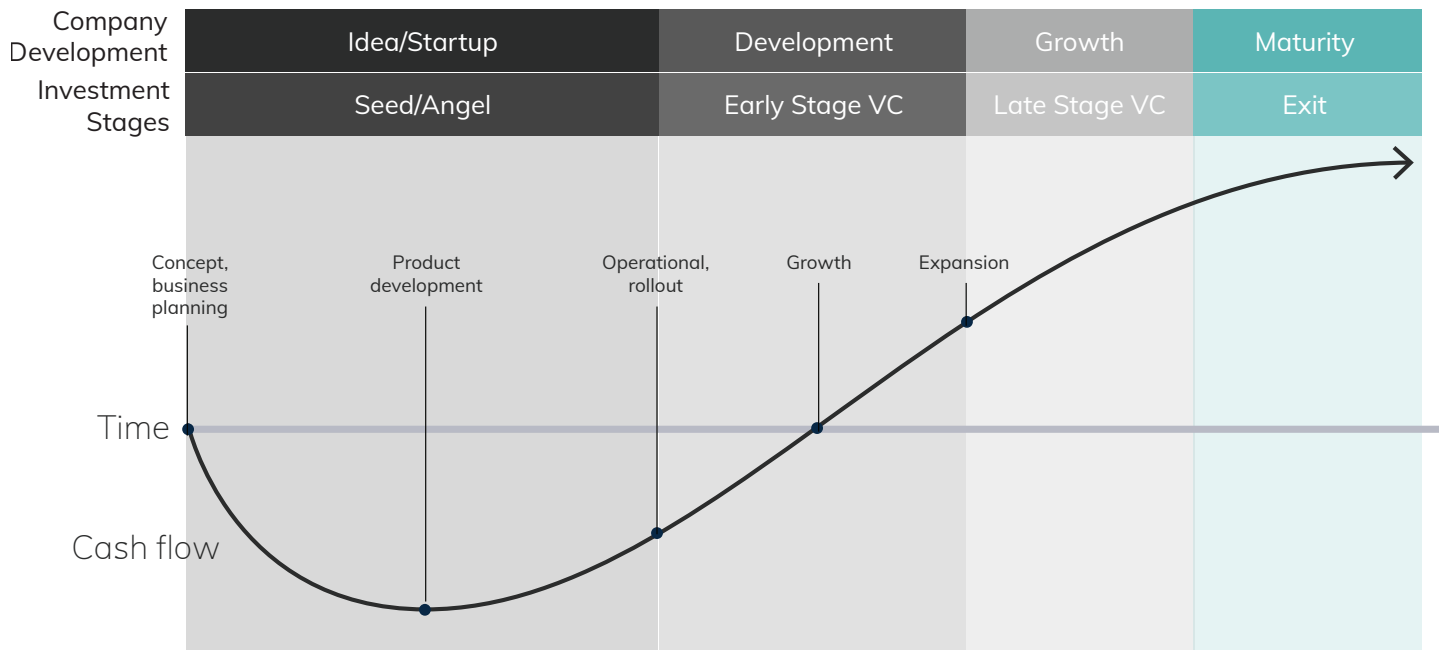 Company
Development
Idea/Startup
Development
Growth
Maturity
Investment
Stages
Seed/Angel
Early Stage VC
Late Stage VC
Exit
Concept,
business
planning
Product
development
Operational,
rollout
Growth
Expansion
Time
Cash flow